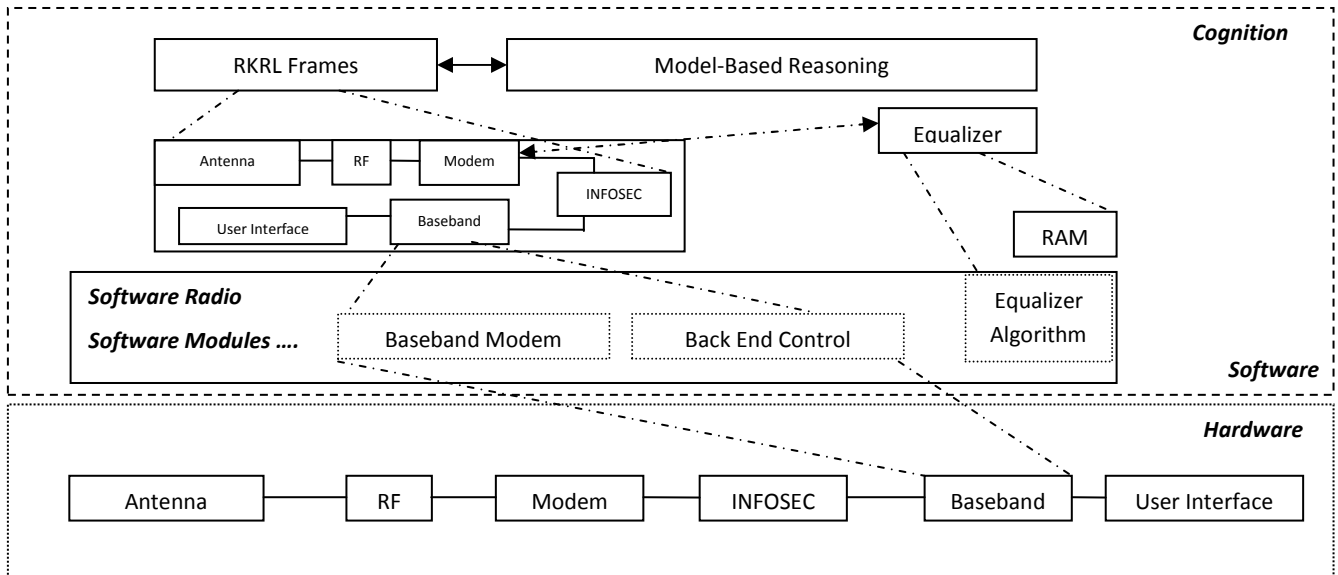 Cognition
RKRL Frames
Model-Based Reasoning
Equalizer
Antenna
RF
Modem
INFOSEC
User Interface
Baseband
RAM
Software Radio
Software Modules ....
Baseband Modem
Back End Control
Equalizer
Algorithm
Software
Hardware
Antenna
RF
Modem
INFOSEC
Baseband
User Interface